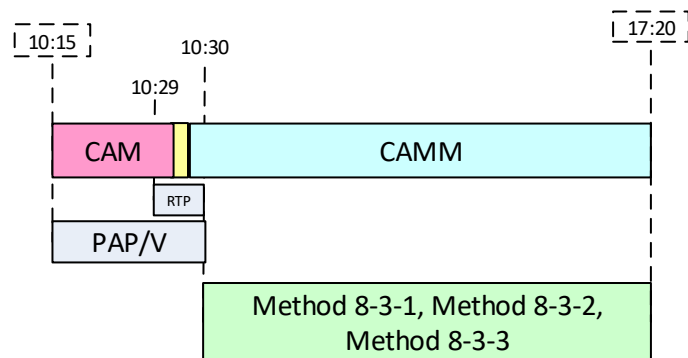 10:15
10:30
17:20
10:29
CAM
CAMM
RTP
PAP/V
Method 8-3-1, Method 8-3-2,
Method 8-3-3